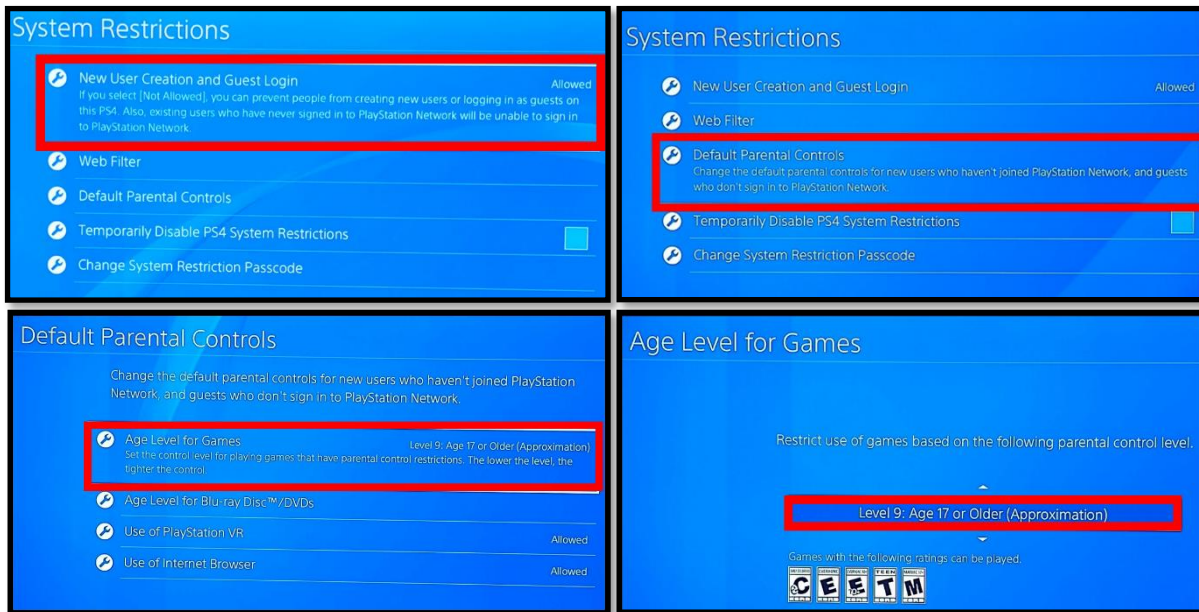 System Restrictions
New User Creation and Guest Login Allowed
If you select [Not Allowed], you can prevent people from creating new users or logging in as guests on
this PS4. Also, existing users who have never signed in to PlayStation Network will be unable to sign in
to PlayStation Network.
Web Filter
Default Parental Controls
Temporarily Disable PS4 System Restrictions
Change System Restriction Passcode
System Restrictions
New User Creation and Guest Login Allowed
Web Filter
Default Parental Controls
Change the default parental controls for new users who haven't joined PlayStation Network, and guests
who don't sign in to PlayStation Network.
Temporarily Disable PS4 System Restrictions
Change System Restriction Passcode
Default Parental Controls
Change the default parental controls for new users who haven't joined PlayStation
Network, and guests who don't sign in to PlayStation Network.
Age Level for Games Level 9: Age 17 or Older (Approximation)
Set the control level for playing games that have parental control restrictions. The lower the level, the
tighter the control.
Age Level for Blu-ray Disc™/DVDs
Use of PlayStation VR Allowed
Use of Internet Browser Allowed
Age Level for Games
Restrict use of games based on the following parental control level.
Level 9: Age 17 or Older (Approximation)
Games with the following ratings can be played.
C E E T M